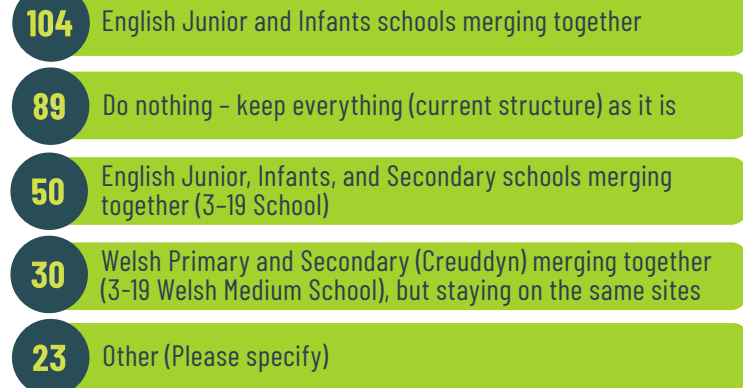 104 English Junior and Infants schools merging together
89 Do nothing – keep everything (current structure) as it is
50 English Junior, Infants, and Secondary schools merging
together (3–19 School)
30 Welsh Primary and Secondary (Creuddyn) merging together
(3–19 Welsh Medium School), but staying on the same sites
23 Other (Please specify)